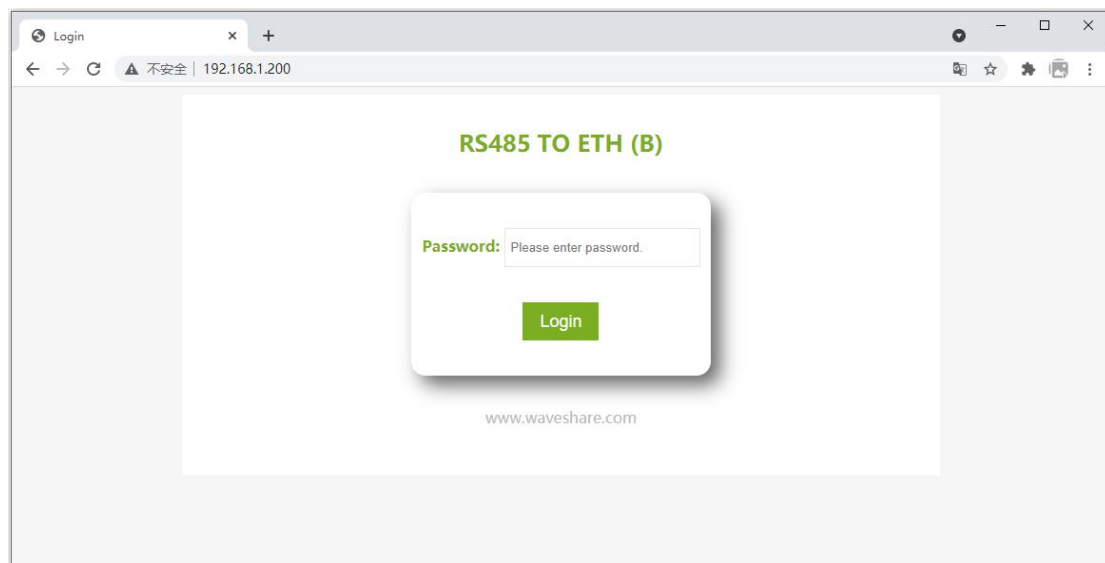 Login
不安全 | 192.168.1.200
RS485 TO ETH (B)
Password: Please enter password.
Login
www.waveshare.com